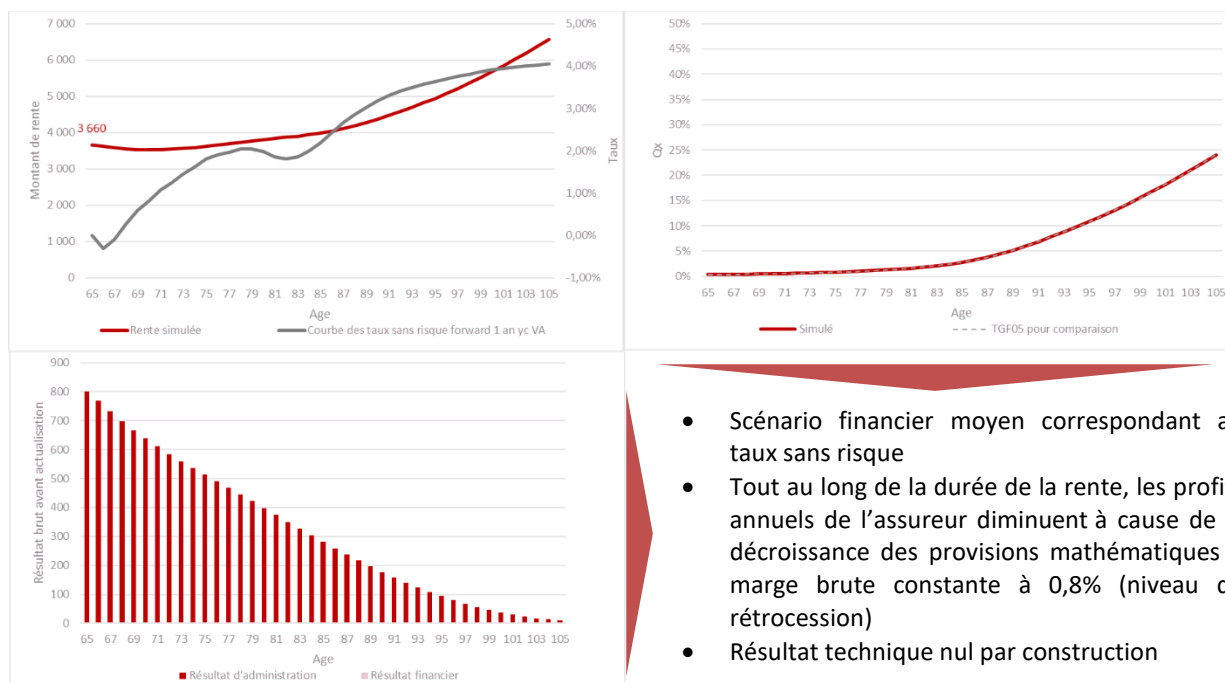 7 000
6 000
5 000
4 000
3 000
2 000
1 000
0
Montant de rente
3 660
5,00%
4,00%
3,00%
2,00%
1,00%
0,00%
-1,00%
Taux
65 67 69 71 73 75 77 79 81 83 85 87 89 91 93 95 97 99 101 103 105
Age
Rente simulée
Courbe des taux sans risque forward 1 an yc VA
50%
45%
40%
35%
30%
25%
20%
15%
10%
5%
0%
Qx
65 67 69 71 73 75 77 79 81 83 85 87 89 91 93 95 97 99 101 103 105
Age
Simulé
TGF05 pour comparaison
900
800
700
600
500
400
300
200
100
0
Résultat brut avant actualisation
65 67 69 71 73 75 77 79 81 83 85 87 89 91 93 95 97 99 101 103 105
Age
Résultat d'administration
Résultat financier
• Scénario financier moyen correspondant a
taux sans risque
• Tout au long de la durée de la rente, les profi
annuels de l’assureur diminuent à cause de
décroissance des provisions mathématiques
marge brute constante à 0,8% (niveau d
rétrocession)
• Résultat technique nul par construction